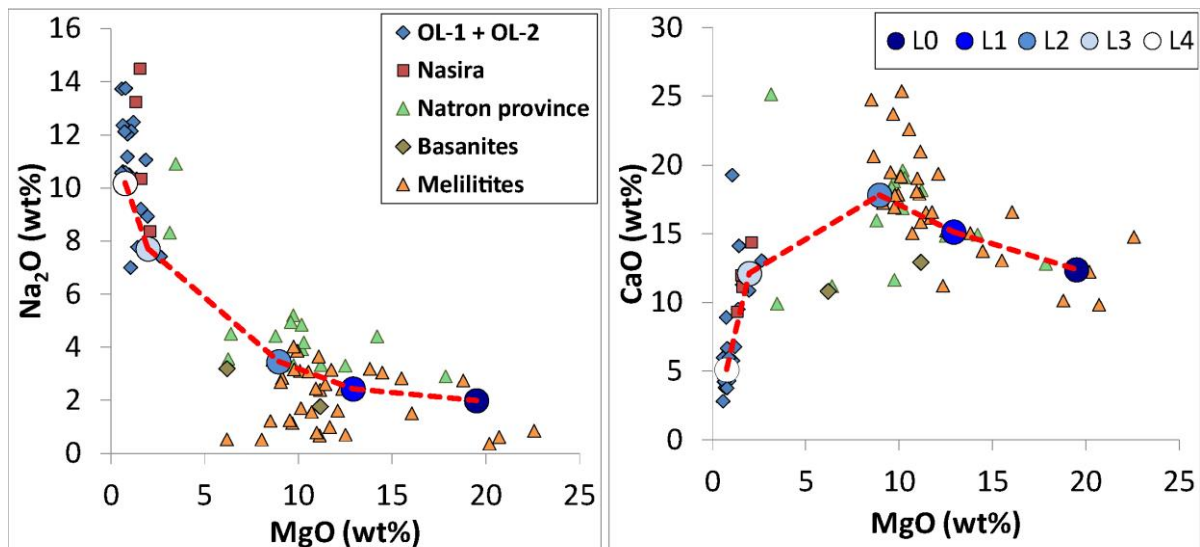 16
14
12
10
8
6
4
2
0
Na₂O (wt%)
OL-1 + OL-2
Nasira
Natron province
Basanites
Melilitites
0 5 10 15 20 25
MgO (wt%)
30
25
20
15
10
5
0
CaO (wt%)
L0 L1 L2 L3 L4
0 5 10 15 20 25
MgO (wt%)